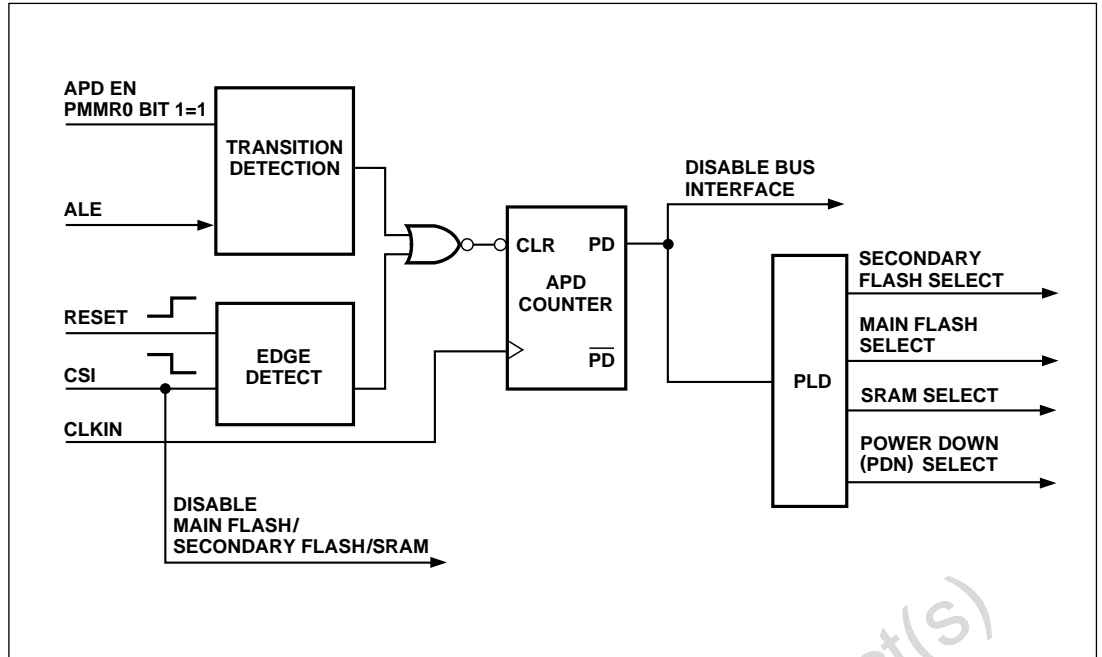 APD EN
PMMR0 BIT 1=1
TRANSITION
DETECTION
ALE
RESET
CSI
CLKIN
EDGE
DETECT
DISABLE
MAIN FLASH/
SECONDARY FLASH/SRAM
CLR PD
APD
COUNTER
PD
DISABLE BUS
INTERFACE
PLD
SECONDARY
FLASH SELECT
MAIN FLASH
SELECT
SRAM SELECT
POWER DOWN
(PDN) SELECT